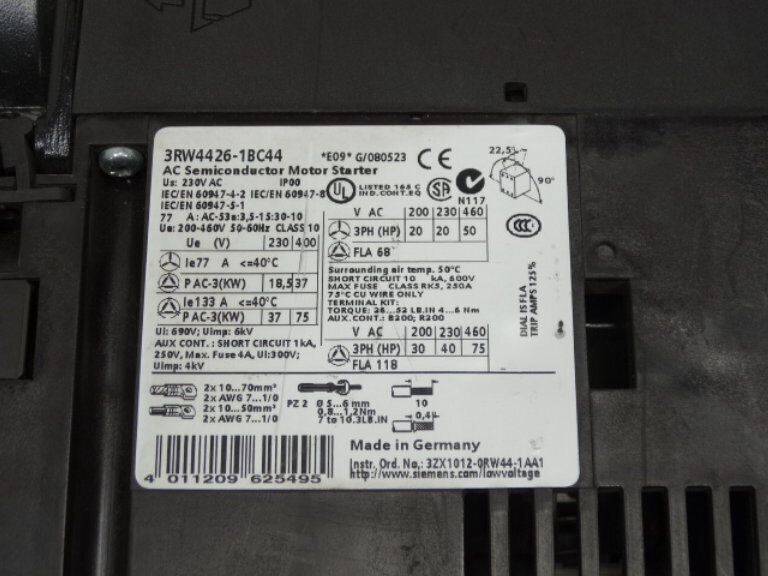 3RW4426-1BC44
*E09* G/080523
CE
22,5°
90°
AC Semiconductor Motor Starter
Us: 230V AC IP00
IEC/EN 60947-4-2 IEC/EN 60947-8
IEC/EN 60947-5-1
UL LISTED 165 C
IND. CONT. EQ
SA
N117
CCC
77 A: AC-53a:3,5-15:30-10
Ue: 200-460V 50-60Hz CLASS 10
Ue (V) 230 400
Ie77 A <=40°C
P AC-3(KW) 18,5 37
Ie133 A <=40°C
P AC-3(KW) 37 75
Ui: 690V; Uimp: 6kV
AUX CONT.: SHORT CIRCUIT 1kA,
250V, Max. Fuse 4A, UI:300V;
Uimp: 4kV
V AC 200 230 460
3PH (HP) 20 20 50
FLA 68
Surrounding air temp. 50°C
SHORT CIRCUIT 10 kA, 600V
MAX FUSE CLASS RK5, 250A
75°C CU WIRE ONLY
TERMINAL KIT:
TORQUE: 26...52 LB.IN 4...6 Nm
AUX. CONT.: B200; R200
V AC 200 230 460
3PH (HP) 30 40 75
FLA 118
DIAL IS FLA
TRIP AMPS 125%
2x 10...70mm²
2x AWG 7...1/0
2x 10...50mm²
2x AWG 7...1/0
PZ 2 Ø 5...6 mm
0,8...1,2Nm
7 to 10.3LB.IN
10
0,4
Made in Germany
Instr. Ord. No.: 3ZX1012-0RW44-1AA1
http://www.siemens.com/lowvoltage
4 011209 625495